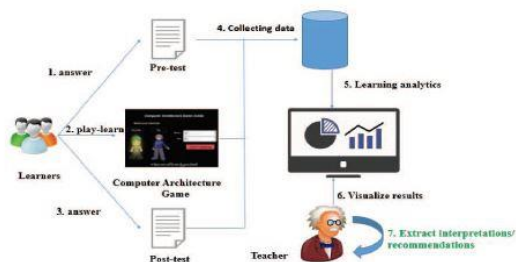 4. Collecting data
1. answer
Pre-test
5. Learning analytics
2. play-learn
Learners
Computer Architecture
Game
3. answer
6. Visualize results
7. Extract interpretations/
recommendations
Post-test
Teacher